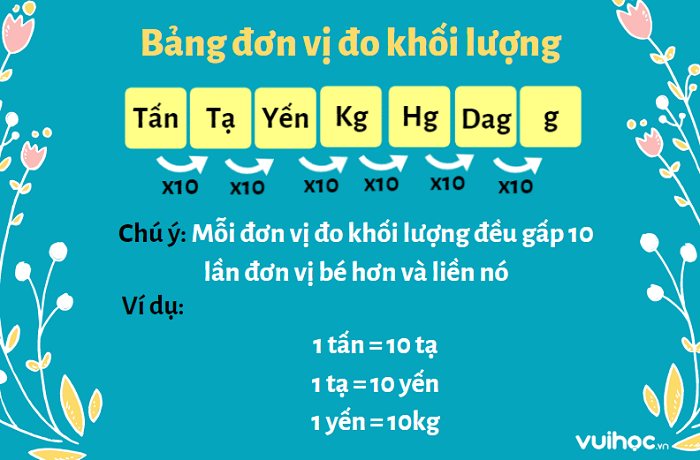 Bảng đơn vị đo khối lượng
Tấn Tạ Yến Kg Hg Dag g
x10 x10 x10 x10 x10 x10
Chú ý: Mỗi đơn vị đo khối lượng đều gấp 10
lần đơn vị bé hơn và liền nó
Ví dụ:
1 tấn = 10 tạ
1 tạ = 10 yến
1 yến = 10kg
vuihọc.vn